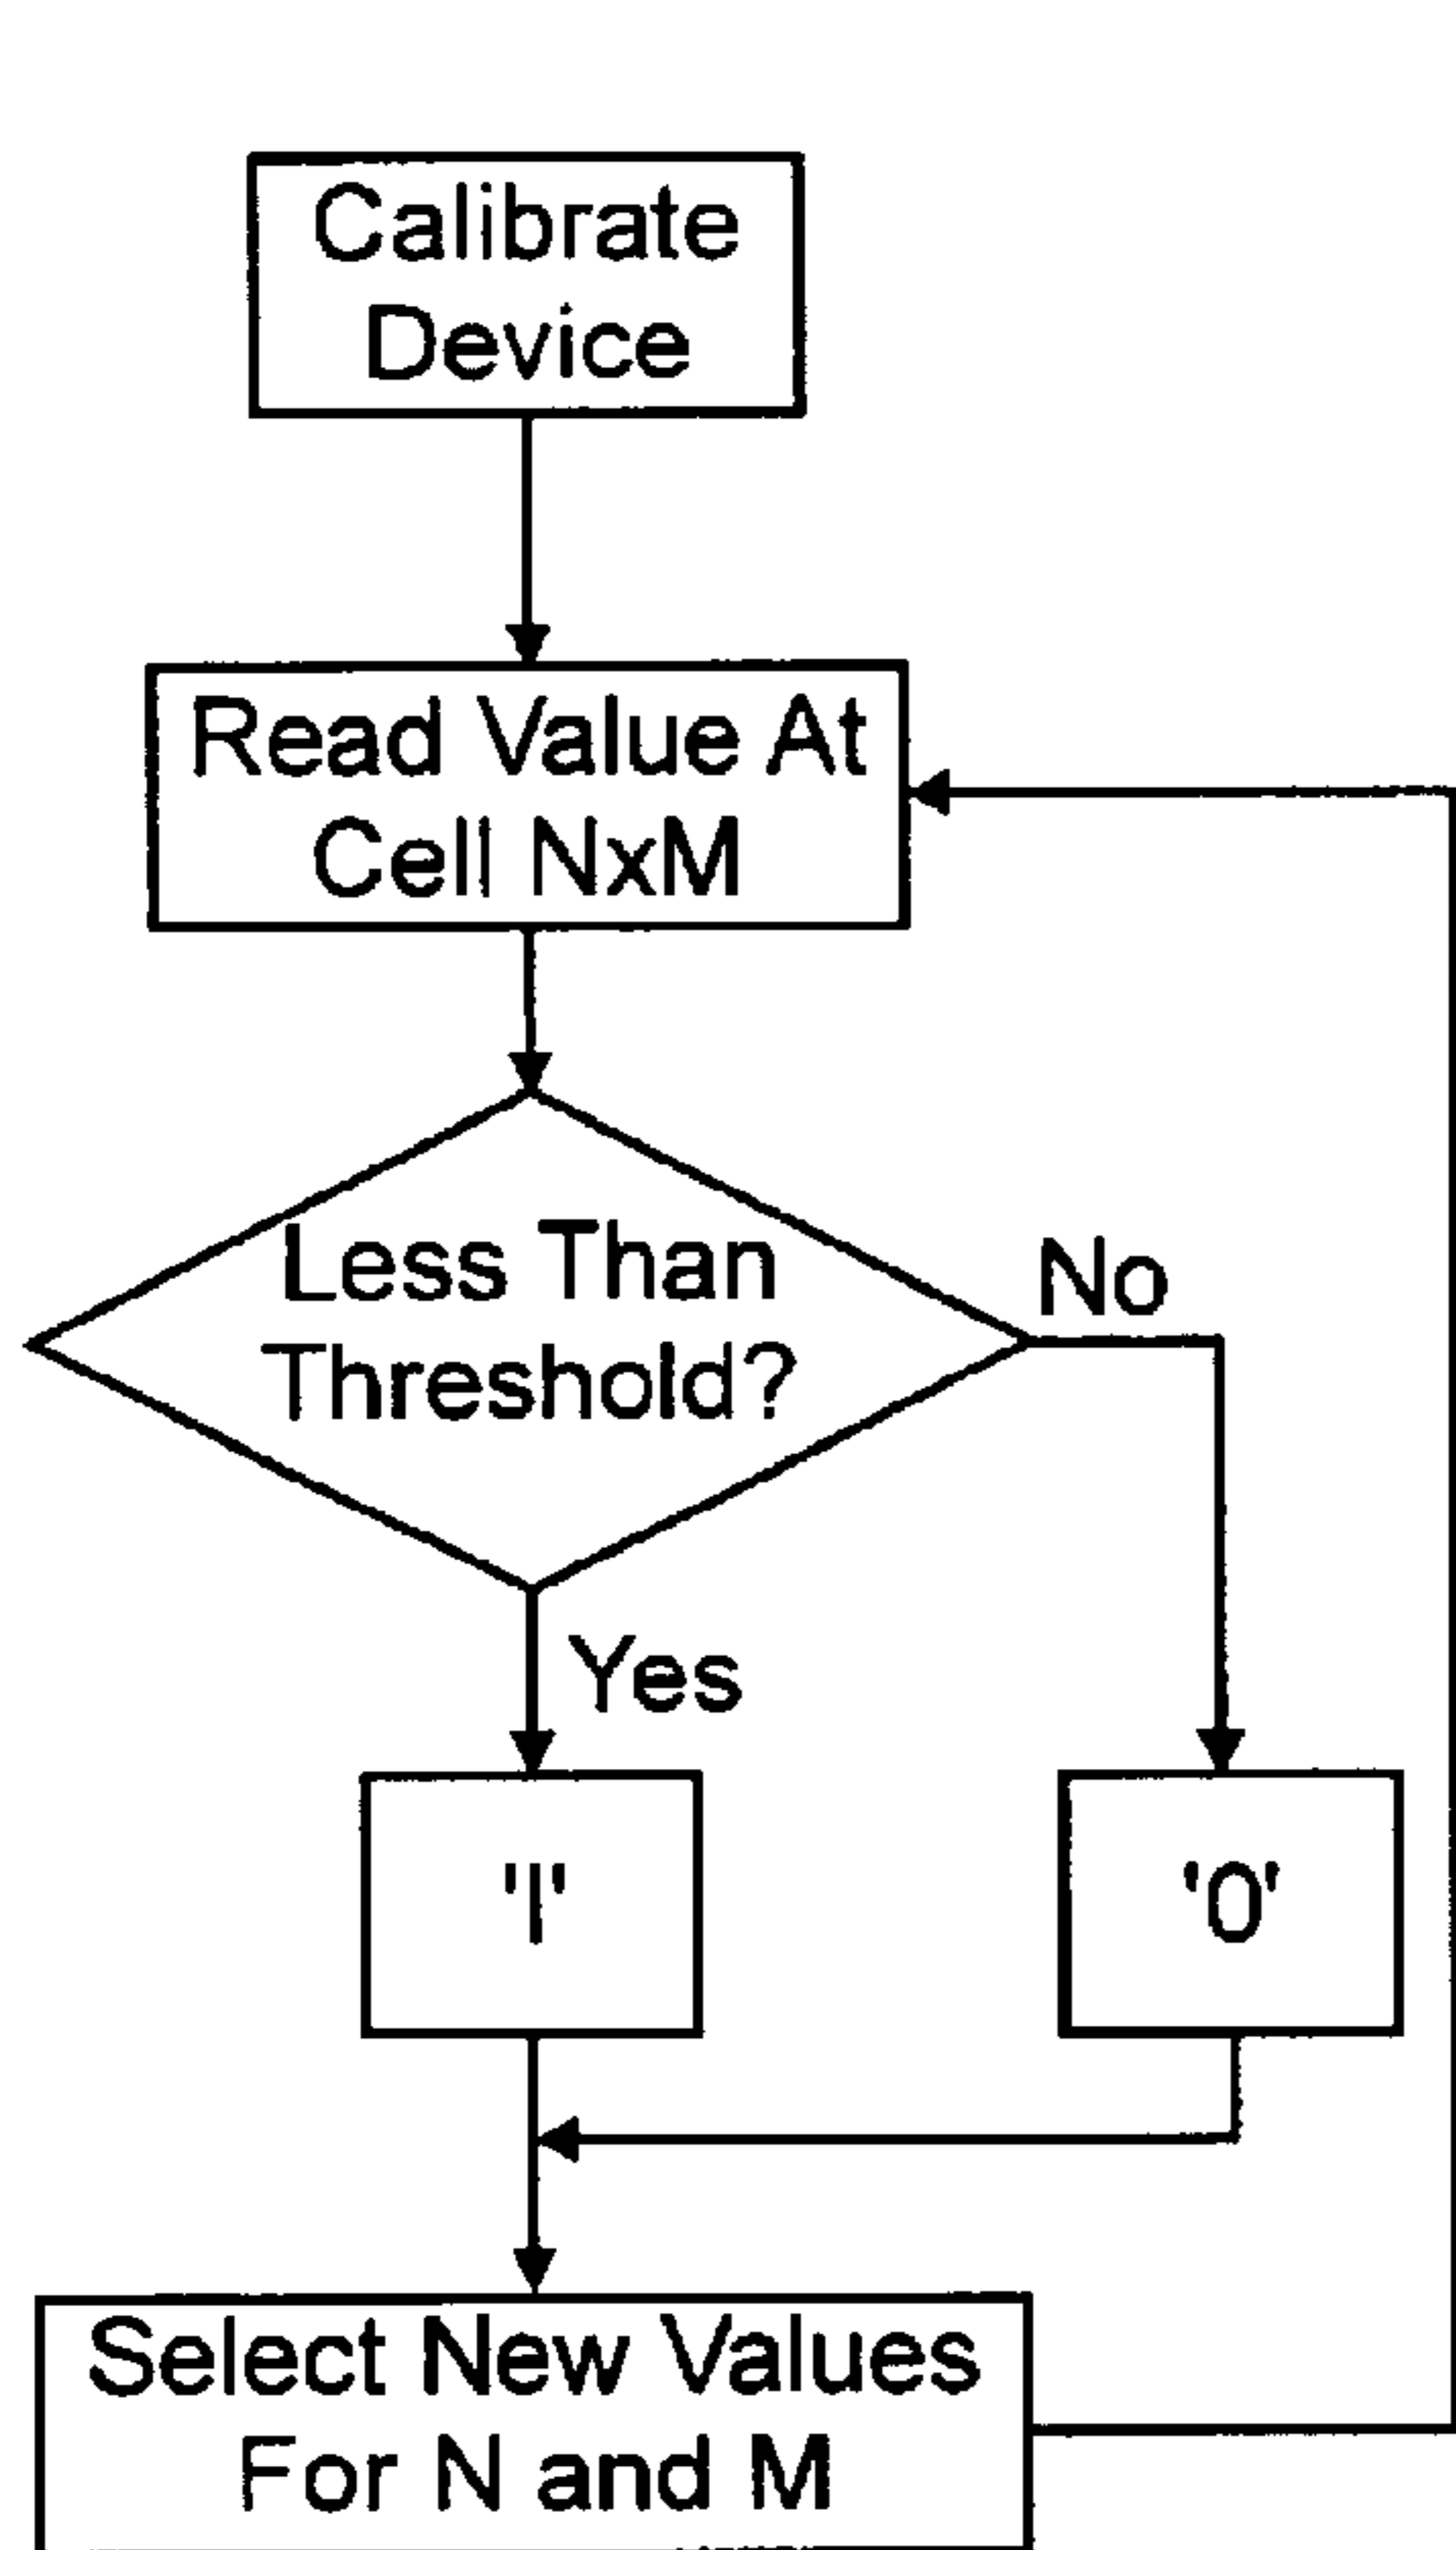 Calibrate
Device
Read Value At
Cell NxM
Less Than
Threshold?
No
Yes
'I'
'0'
Select New Values
For N and M